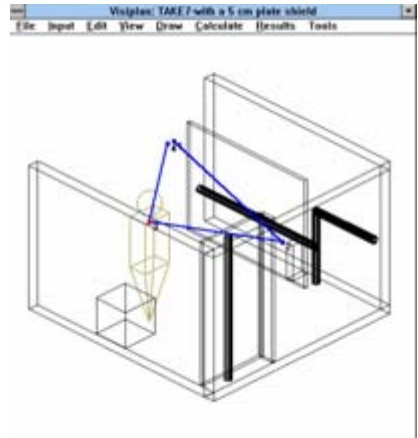 Visiplan: TAKE7 with a 5 cm plate shield
File Input Edit View Draw Calculate Results Tools